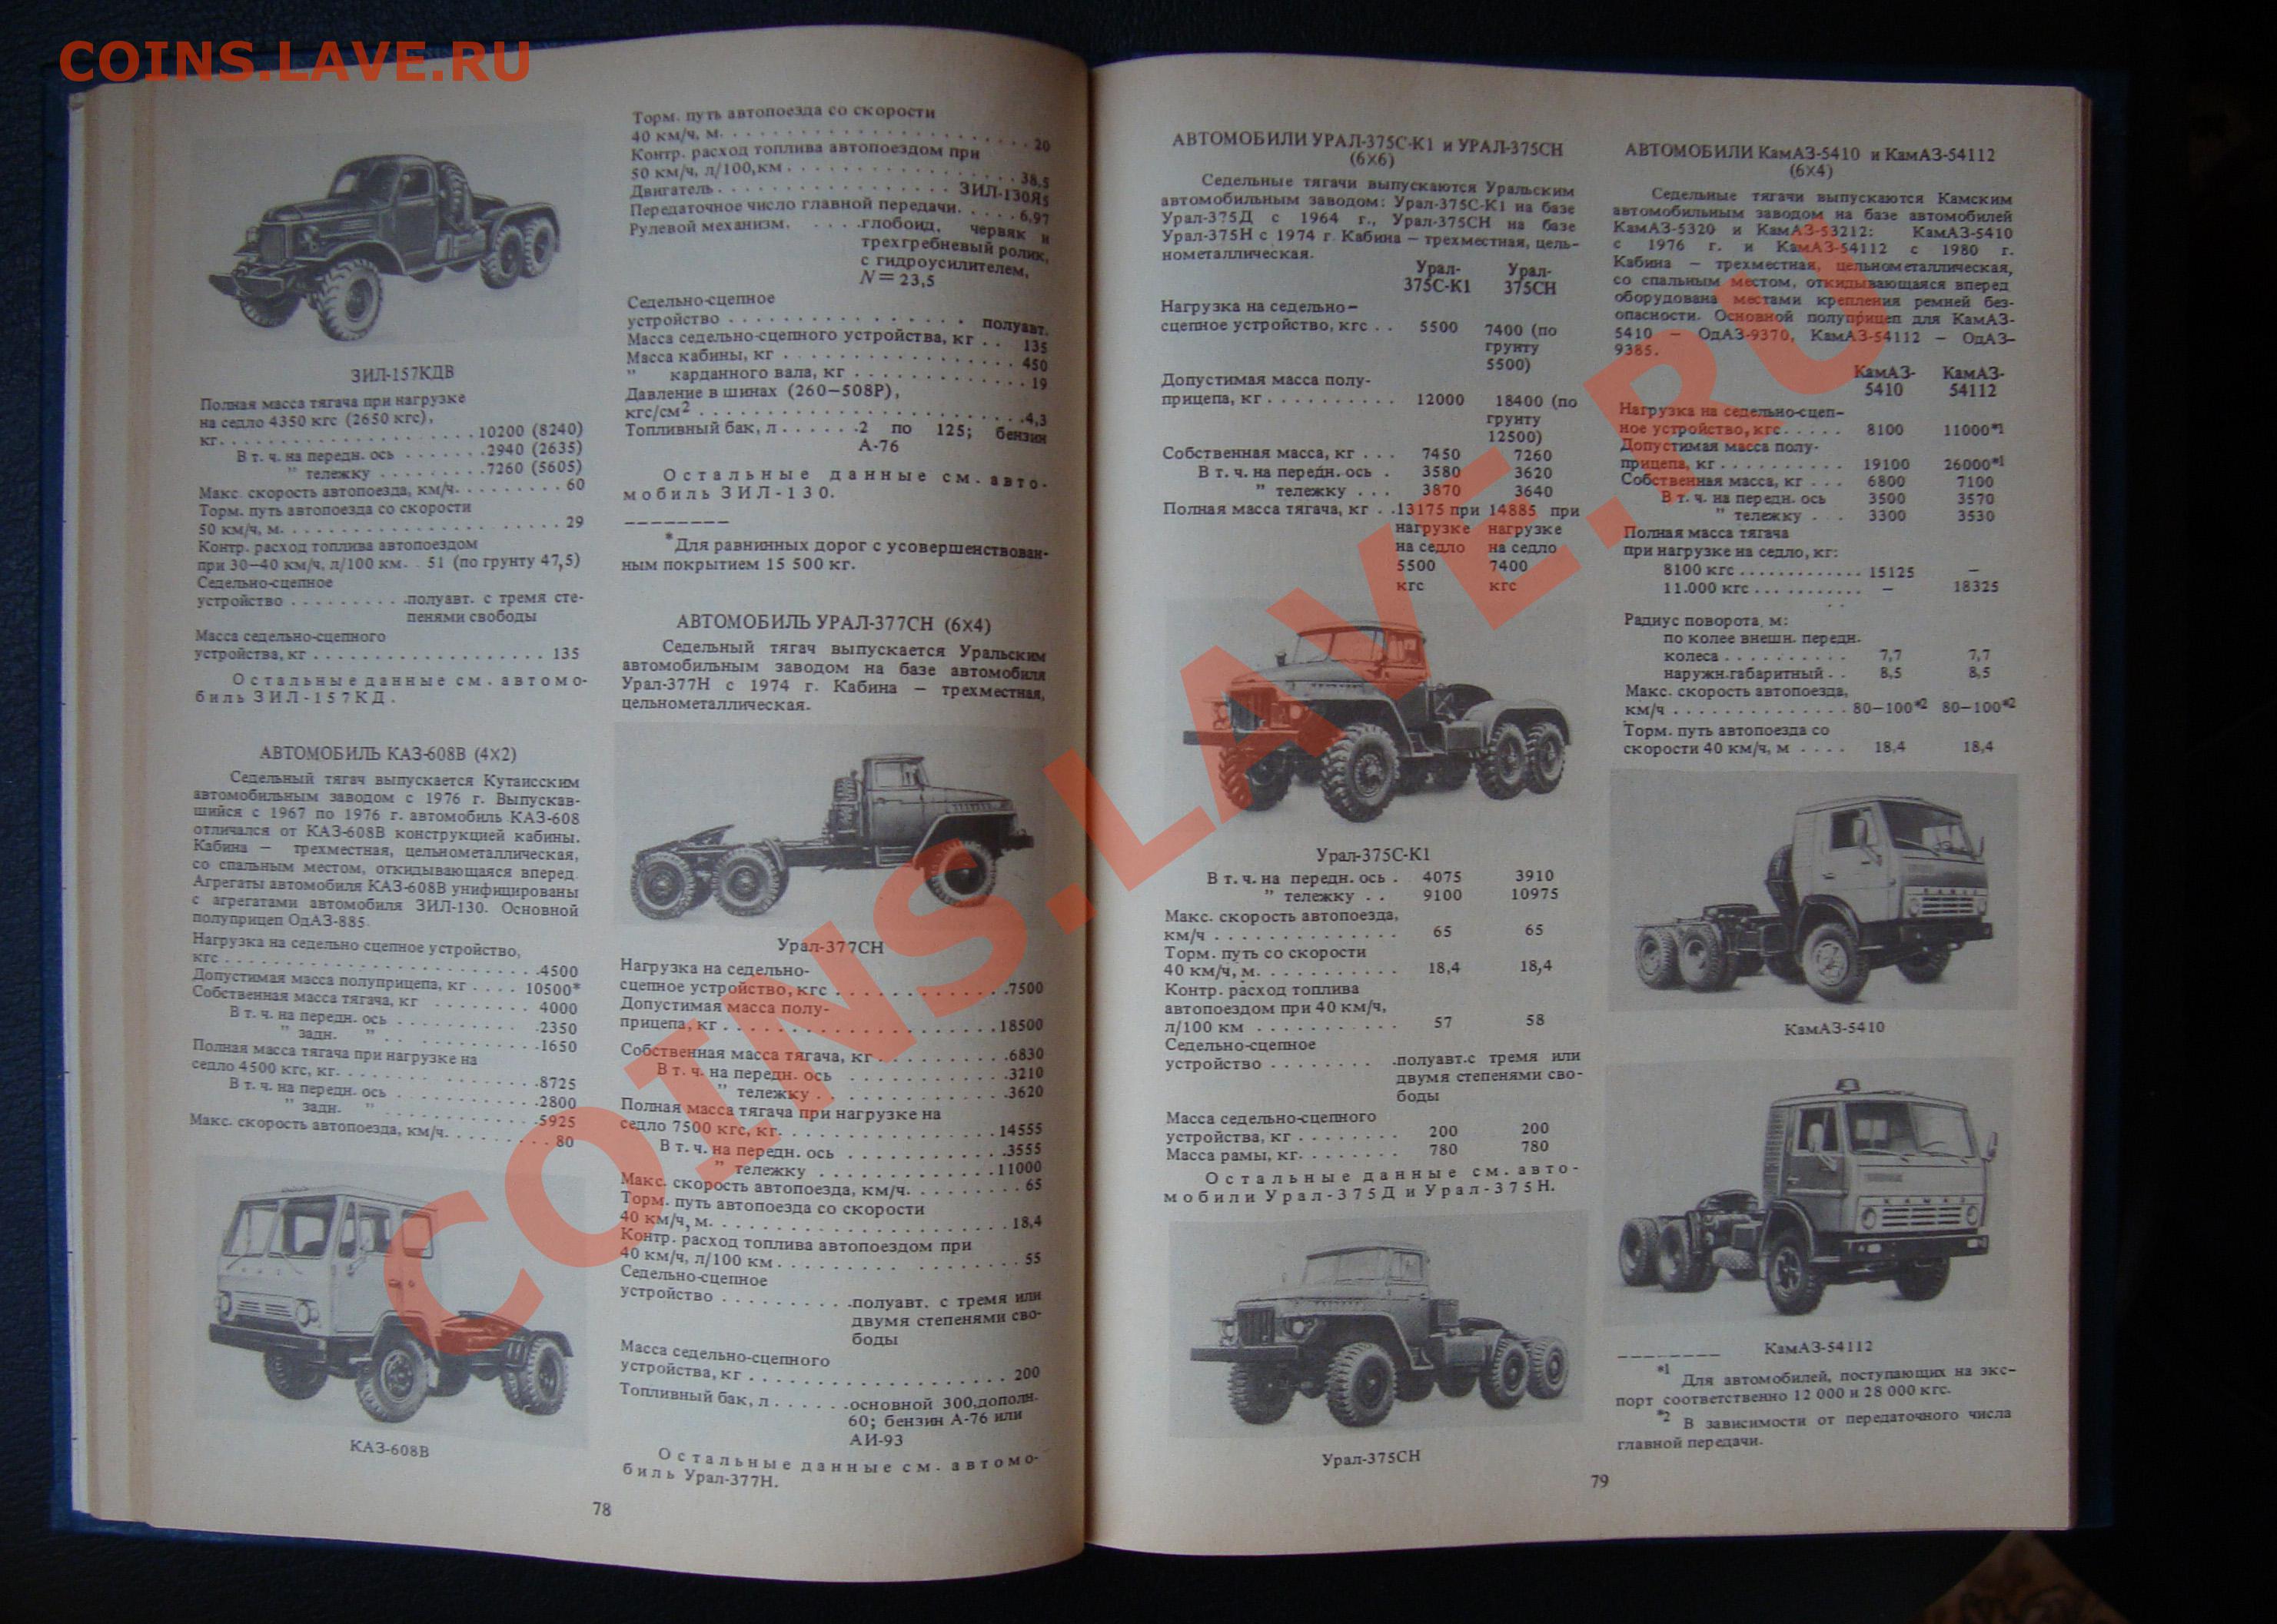 COINS.LAVE.RU
ЗИЛ-157КДВ
Полная масса тягача при нагрузке
на седло 4350 кгс (2650 кгс),
кг. . . . . . . . . . 10200 (8240)
В т. ч. на передн. ось . . . . . . . 2940 (2635)
" тележку . . . . . . . . . 7260 (5605)
Макс. скорость автопоезда, км/ч. . . . . . . . . 60
Торм. путь автопоезда со скорости
50 км/ч, м. . . . . . . . . . 29
Контр. расход топлива автопоездом
при 30—40 км/ч, л/100 км. . 51 (по грунту 47,5)
Седельно-сцепное
устройство . . . . . . . . . . полуавт. с тремя сте-
пенями свободы
Масса седельно-сцепного
устройства, кг . . . . . . . . . . 135
Остальные данные см. автомо-
биль ЗИЛ-157КД.
АВТОМОБИЛЬ КАЗ-608В (4X2)
Седельный тягач выпускается Кутаисским
автомобильным заводом с 1976 г. Выпускав-
шийся с 1967 по 1976 г. автомобиль КАЗ-608
отличался от КАЗ-608В конструкцией кабины.
Кабина — трехместная, цельнометаллическая,
со спальным местом, откидывающаяся вперед.
Агрегаты автомобиля КАЗ-608В унифицированы
с агрегатами автомобиля ЗИЛ-130. Основной
полуприцеп ОдАЗ-885.
Нагрузка на седельно сцепное устройство,
кгс . . . . . . . . . . 4500
Допустимая масса полуприцепа, кг . . . . 10500*
Собственная масса тягача, кг . . . . . . . 4000
В т. ч. на передн. ось . . . . . . . . . 2350
" задн. " . . . . . . . . . 1650
Полная масса тягача при нагрузке на
седло 4500 кгс, кг. . . . . . . . . . 8725
В т. ч. на передн. ось . . . . . . . . . . 2800
" задн. " . . . . . . . . . . 5925
Макс. скорость автопоезда, км/ч. . . . . . . . . 80
КАЗ-608В
Торм. путь автопоезда со скорости
40 км/ч, м. . . . . . . . . . 20
Контр. расход топлива автопоездом при
50 км/ч, л/100,км . . . . . . . . . . 38,5
Двигатель . . . . . . . . . . ЗИЛ-130Я5
Передаточное число главной передачи. . . . . 6,97
Рулевой механизм. . . . . глобоид. червяк и
трехгребневый ролик,
с гидроусилителем,
N = 23,5
Седельно-сцепное
устройство . . . . . . . . . . полуавт.
Масса седельно-сцепного устройства, кг . . 135
Масса кабины, кг . . . . . . . . . . 450
" карданного вала, кг . . . . . . . . . . 19
Давление в шинах (260—508Р),
кгс/см2 . . . . . . . . . . 4,3
Топливный бак, л . . . . . . 2 по 125; бензин
А-76
Остальные данные см. авто-
мобиль ЗИЛ-130.
*Для равнинных дорог с усовершенствован-
ным покрытием 15 500 кг.
АВТОМОБИЛЬ УРАЛ-377СН (6X4)
Седельный тягач выпускается Уральским
автомобильным заводом на базе автомобиля
Урал-377Н с 1974 г. Кабина — трехместная,
цельнометаллическая.
Урал-377СН
Нагрузка на седельно-
сцепное устройство, кгс . . . . . . . . . . 7500
Допустимая масса полу-
прицепа, кг . . . . . . . . . . 18500
Собственная масса тягача, кг . . . . . . . . . . 6830
В т. ч. на передн. ось . . . . . . . . . . 3210
" тележку . . . . . . . . . . 3620
Полная масса тягача при нагрузке на
седло 7500 кгс, кг. . . . . . . . . . 14555
В т. ч. на передн. ось . . . . . . . . . . 3555
" тележку . . . . . . . . . . 11000
Макс. скорость автопоезда, км/ч. . . . . . . . . 65
Торм. путь автопоезда со скорости
40 км/ч, м. . . . . . . . . . 18,4
Контр. расход топлива автопоездом при
40 км/ч, л/100 км . . . . . . . . . . 55
Седельно-сцепное
устройство . . . . . . . . . . полуавт. с тремя или
двумя степенями сво-
боды
Масса седельно-сцепного
устройства, кг . . . . . . . . . . 200
Топливный бак, л . . . . . . основной 300,дополн.
60; бензин А-76 или
АИ-93
Остальные данные см. автомо-
биль Урал-377Н.
78
АВТОМОБИЛИ УРАЛ-375С-К1 и УРАЛ-375СН
(6X6)
Седельные тягачи выпускаются Уральским
автомобильным заводом: Урал-375С-К1 на базе
Урал-375Д с 1964 г., Урал-375СН на базе
Урал-375Н с 1974 г. Кабина — трехместная, цель-
нометаллическая.
Урал- Урал-
375С-К1 375СН
Нагрузка на седельно-
сцепное устройство, кгс . . 5500 7400 (по
грунту
5500)
Допустимая масса полу-
прицепа, кг . . . . . . . . . . 12000 18400 (по
грунту
12500)
Собственная масса, кг . . . 7450 7260
В т. ч. на передн. ось . 3580 3620
" тележку . . . 3870 3640
Полная масса тягача, кг . . 13175 при 14885 при
нагрузке нагрузке
на седло на седло
5500 7400
кгс кгс
Урал-375С-К1
В т. ч. на передн. ось . 4075 3910
" тележку . . 9100 10975
Макс. скорость автопоезда,
км/ч . . . . . . . . . . 65 65
Торм. путь со скорости
40 км/ч, м. . . . . . . . . . 18,4 18,4
Контр. расход топлива
автопоездом при 40 км/ч,
л/100 км . . . . . . . . . . 57 58
Седельно-сцепное
устройство . . . . . . . . . полуавт.с тремя или
двумя степенями сво-
боды
Масса седельно-сцепного
устройства, кг . . . . . . . . 200 200
Масса рамы, кг. . . . . . . . 780 780
Остальные данные см. авто-
мобили Урал-375Д и Урал-375Н.
Урал-375СН
АВТОМОБИЛИ КамАЗ-5410 и КамАЗ-54112
(6X4)
Седельные тягачи выпускаются Камским
автомобильным заводом на базе автомобилей
КамАЗ-5320 и КамАЗ-53212: КамАЗ-5410
с 1976 г. и КамАЗ-54112 с 1980 г.
Кабина — трехместная, цельнометаллическая,
со спальным местом, откидывающаяся вперед
оборудована местами крепления ремней без-
опасности. Основной полуприцеп для КамАЗ-
5410 — ОдАЗ-9370, КамАЗ-54112 — ОдАЗ-
9385.
КамАЗ- КамАЗ-
5410 54112
Нагрузка на седельно-сцеп-
ное устройство, кгс. . . . . 8100 11000*1
Допустимая масса полу-
прицепа, кг . . . . . . . . . . 19100 26000*1
Собственная масса, кг . . . 6800 7100
В т. ч. на передн. ось 3500 3570
" тележку . . . 3300 3530
Полная масса тягача
при нагрузке на седло, кг:
8100 кгс . . . . . . . . . . . . . 15125 —
11.000 кгс . . . . . . . . . . . — 18325
Радиус поворота, м:
по колее внешн. передн.
колеса . . . . . . . . . . 7,7 7,7
наружн.габаритный . . 8,5 8,5
Макс. скорость автопоезда,
км/ч . . . . . . . . . . . . . . 80—100*2 80—100*2
Торм. путь автопоезда со
скорости 40 км/ч, м . . . . 18,4 18,4
КамАЗ-5410
КамАЗ-54112
*1 Для автомобилей, поступающих на экс-
порт соответственно 12 000 и 28 000 кгс.
*2 В зависимости от передаточного числа
главной передачи.
79
COINS.LAVE.RU